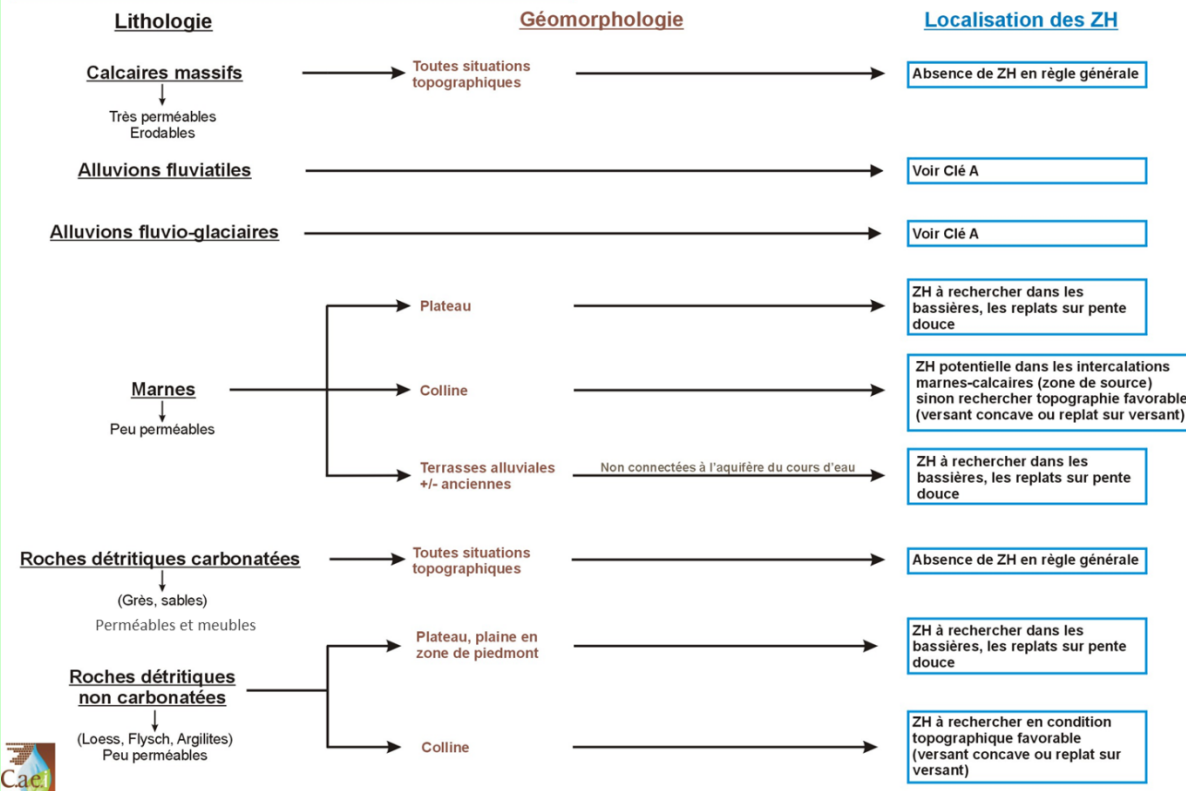 Lithologie
Géomorphologie
Localisation des ZH
Calcaires massifs
Très perméables
Erodables
Toutes situations
topographiques
Absence de ZH en règle générale
Alluvions fluviatiles
Voir Clé A
Alluvions fluvio-glaciaires
Voir Clé A
Marnes
Peu perméables
Plateau
ZH à rechercher dans les
bassières, les replats sur pente
douce
Colline
ZH potentielle dans les intercalations
marnes-calcaires (zone de source)
sinon rechercher topographie favorable
(versant concave ou replat sur versant)
Terrasses alluviales
+/- anciennes
Non connectées à l'aquifère du cours d'eau
ZH à rechercher dans les
bassières, les replats sur pente
douce
Roches détritiques carbonatées
(Grès, sables)
Perméables et meubles
Toutes situations
topographiques
Absence de ZH en règle générale
Roches détritiques
non carbonatées
(Loess, Flysch, Argilites)
Peu perméables
Plateau, plaine en
zone de piedmont
ZH à rechercher dans les
bassières, les replats sur pente
douce
Colline
ZH à rechercher en condition
topographique favorable
(versant concave ou replat sur
versant)
C.ae.i